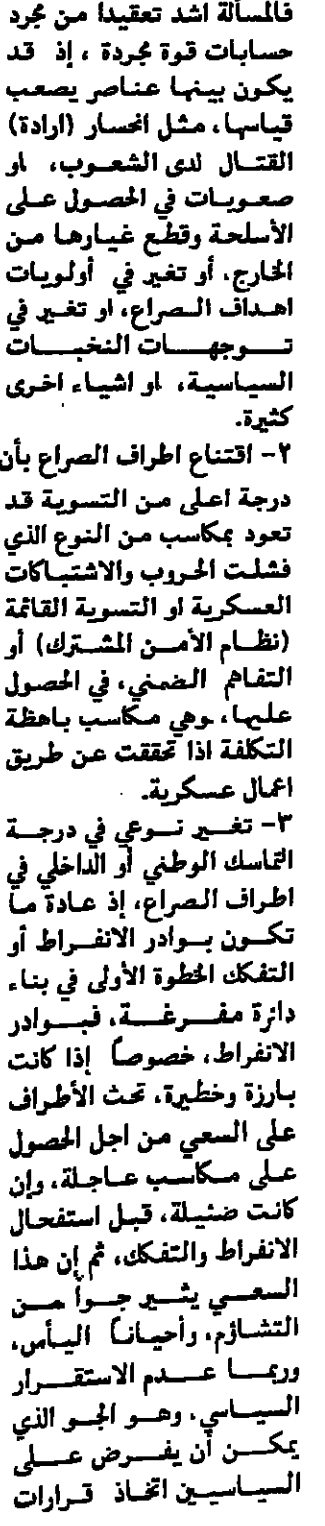 فالمسألة اشد تعقيدا من مجرد
حسابات قوة مجردة ، إذ قد
يكون بينها عناصر يصعب
قياسها، مثل انحسار (ارادة)
القتال لدى الشعوب، او
صعوبات في الحصول على
الأسلحة وقطع غيارها من
الخارج، أو تغير في أولويات
اهداف الصراع، او تغير في
توجهات النخبات
السياسية، او اشياء اخرى
كثيرة.
٢- اقتناع اطراف الصراع بأن
درجة اعلى من التسوية قد
تعود بمكاسب من النوع الذي
فشلت الحروب والاشتباكات
العسكرية او التسوية القائمة
(نظام الأمن المشترك) أو
التفاهم الضمني، في الحصول
عليها، وهي مكاسب باهظة
التكلفة اذا تحققت عن طريق
اعمال عسكرية.
٣- تغير نوعي في درجة
التماسك الوطني أو الداخلي في
اطراف الصراع، إذ عادة ما
تكون بوادر الانفراط أو
التفكك الخطوة الأولى في بناء
دائرة مفرغة، فبوادر
الانفراط، خصوصاً إذا كانت
بارزة وخطيرة، تحث الأطراف
على السعي من اجل الحصول
على مكاسب عاجلة، وإن
كانت ضئيلة، قبل استفحال
الانفراط والتفكك، ثم إن هذا
السعي يثير جواً من
التشاؤم، وأحياناً اليأس،
وربما عدم الاستقرار
السياسي، وهو الجو الذي
يمكن أن يفرض على
السياسيين اتخاذ قرارات